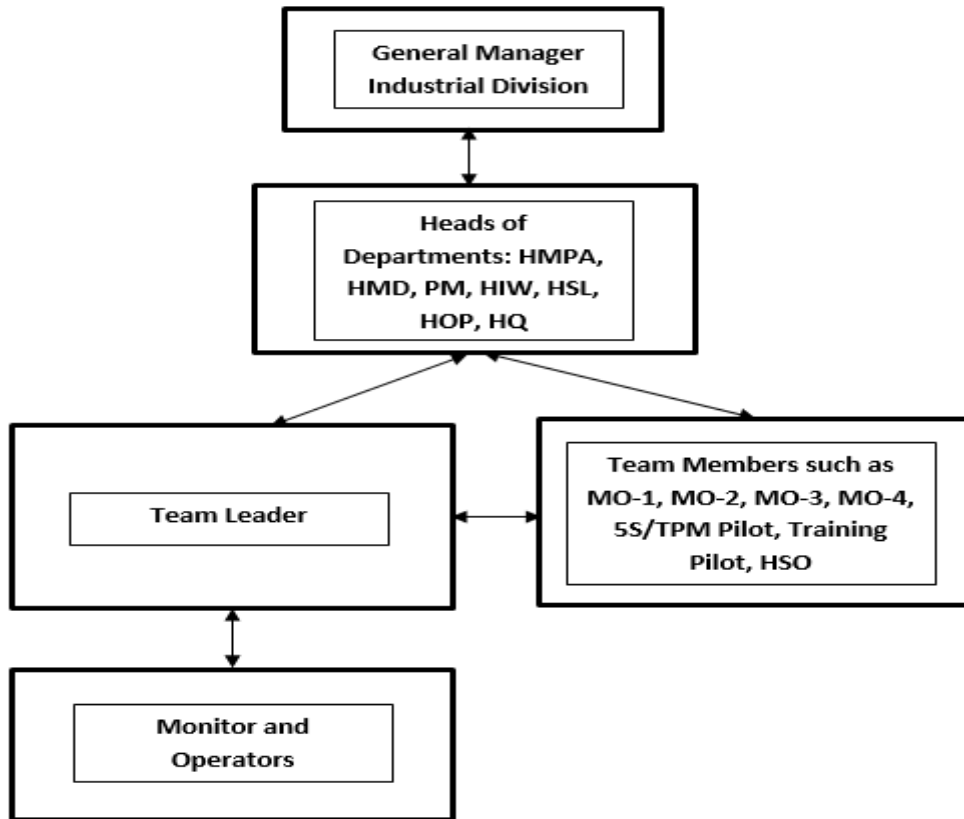 General Manager
Industrial Division
Heads of
Departments: HMPA,
HMD, PM, HIW, HSL,
HOP, HQ
Team Leader
Team Members such as
MO-1, MO-2, MO-3, MO-4,
5S/TPM Pilot, Training
Pilot, HSO
Monitor and
Operators